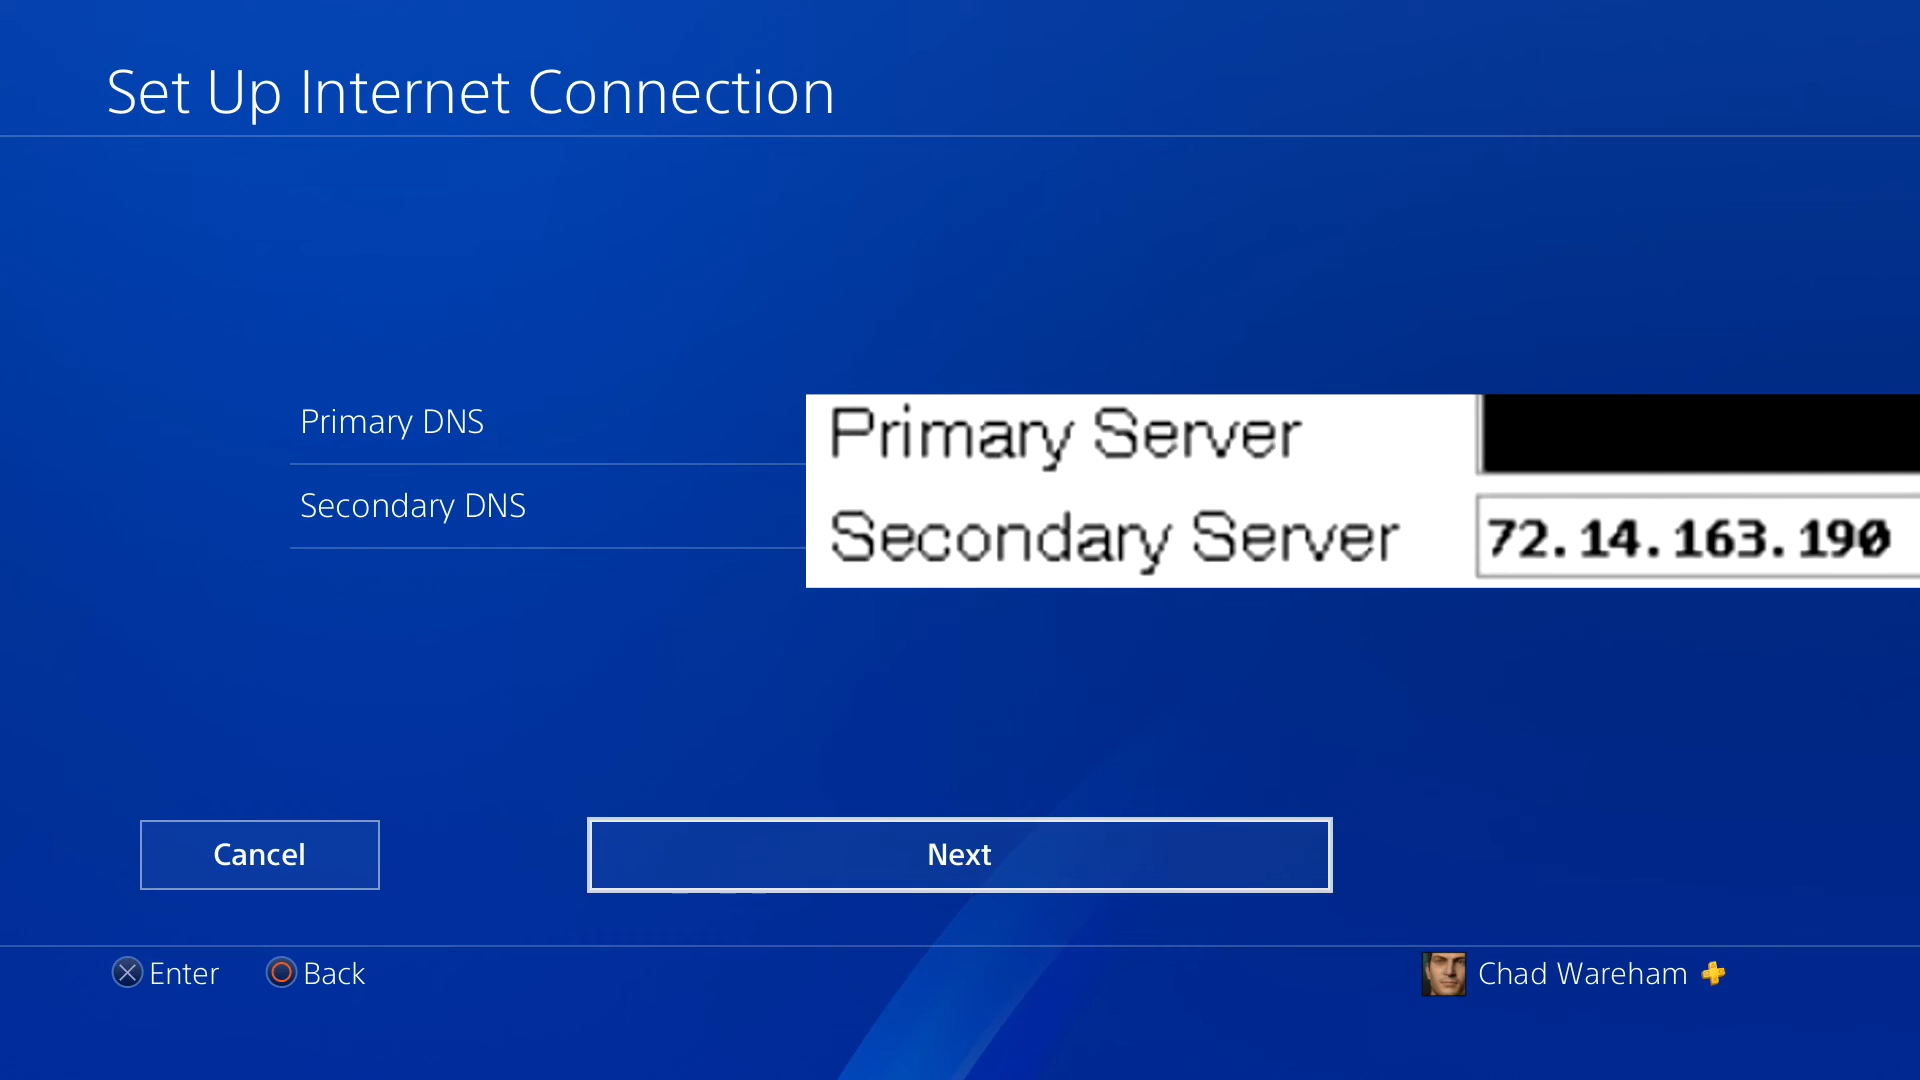 Set Up Internet Connection
Primary DNS
Primary Server
Secondary DNS
Secondary Server 72.14.163.190
Cancel
Next
Enter
Back
Chad Wareham